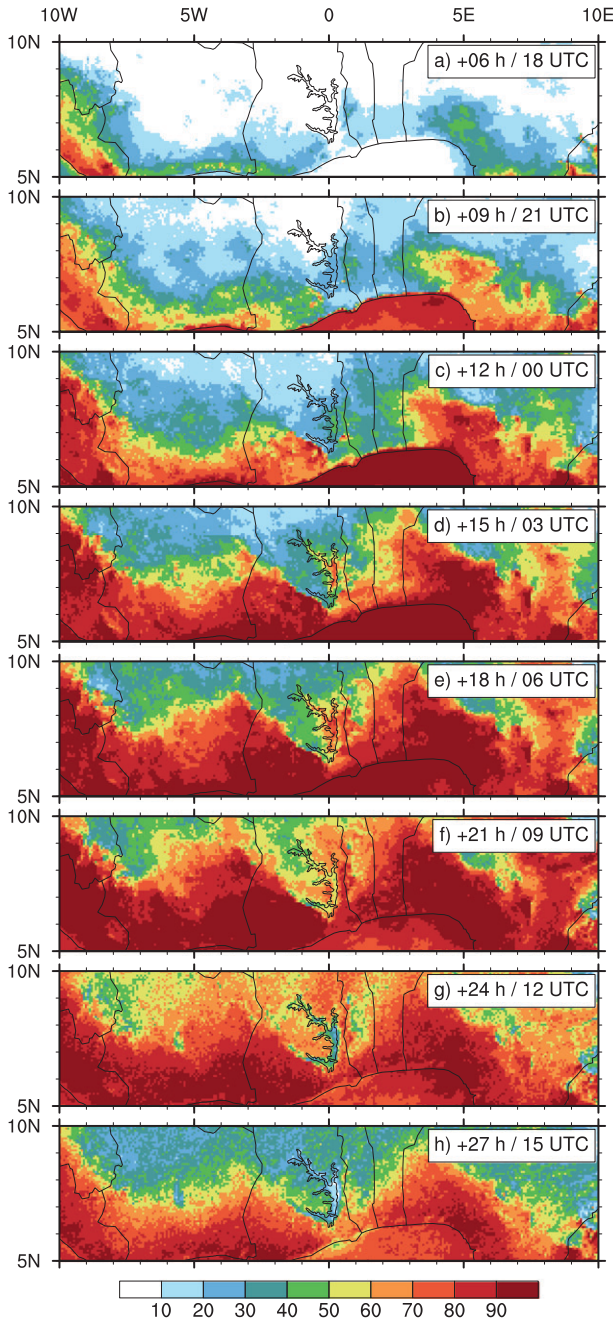 10W 5W 0 5E 10E
10N
a) +06 h / 18 UTC
5N
10N
b) +09 h / 21 UTC
5N
10N
c) +12 h / 00 UTC
5N
10N
d) +15 h / 03 UTC
5N
10N
e) +18 h / 06 UTC
5N
10N
f) +21 h / 09 UTC
5N
10N
g) +24 h / 12 UTC
5N
10N
h) +27 h / 15 UTC
5N
10 20 30 40 50 60 70 80 90